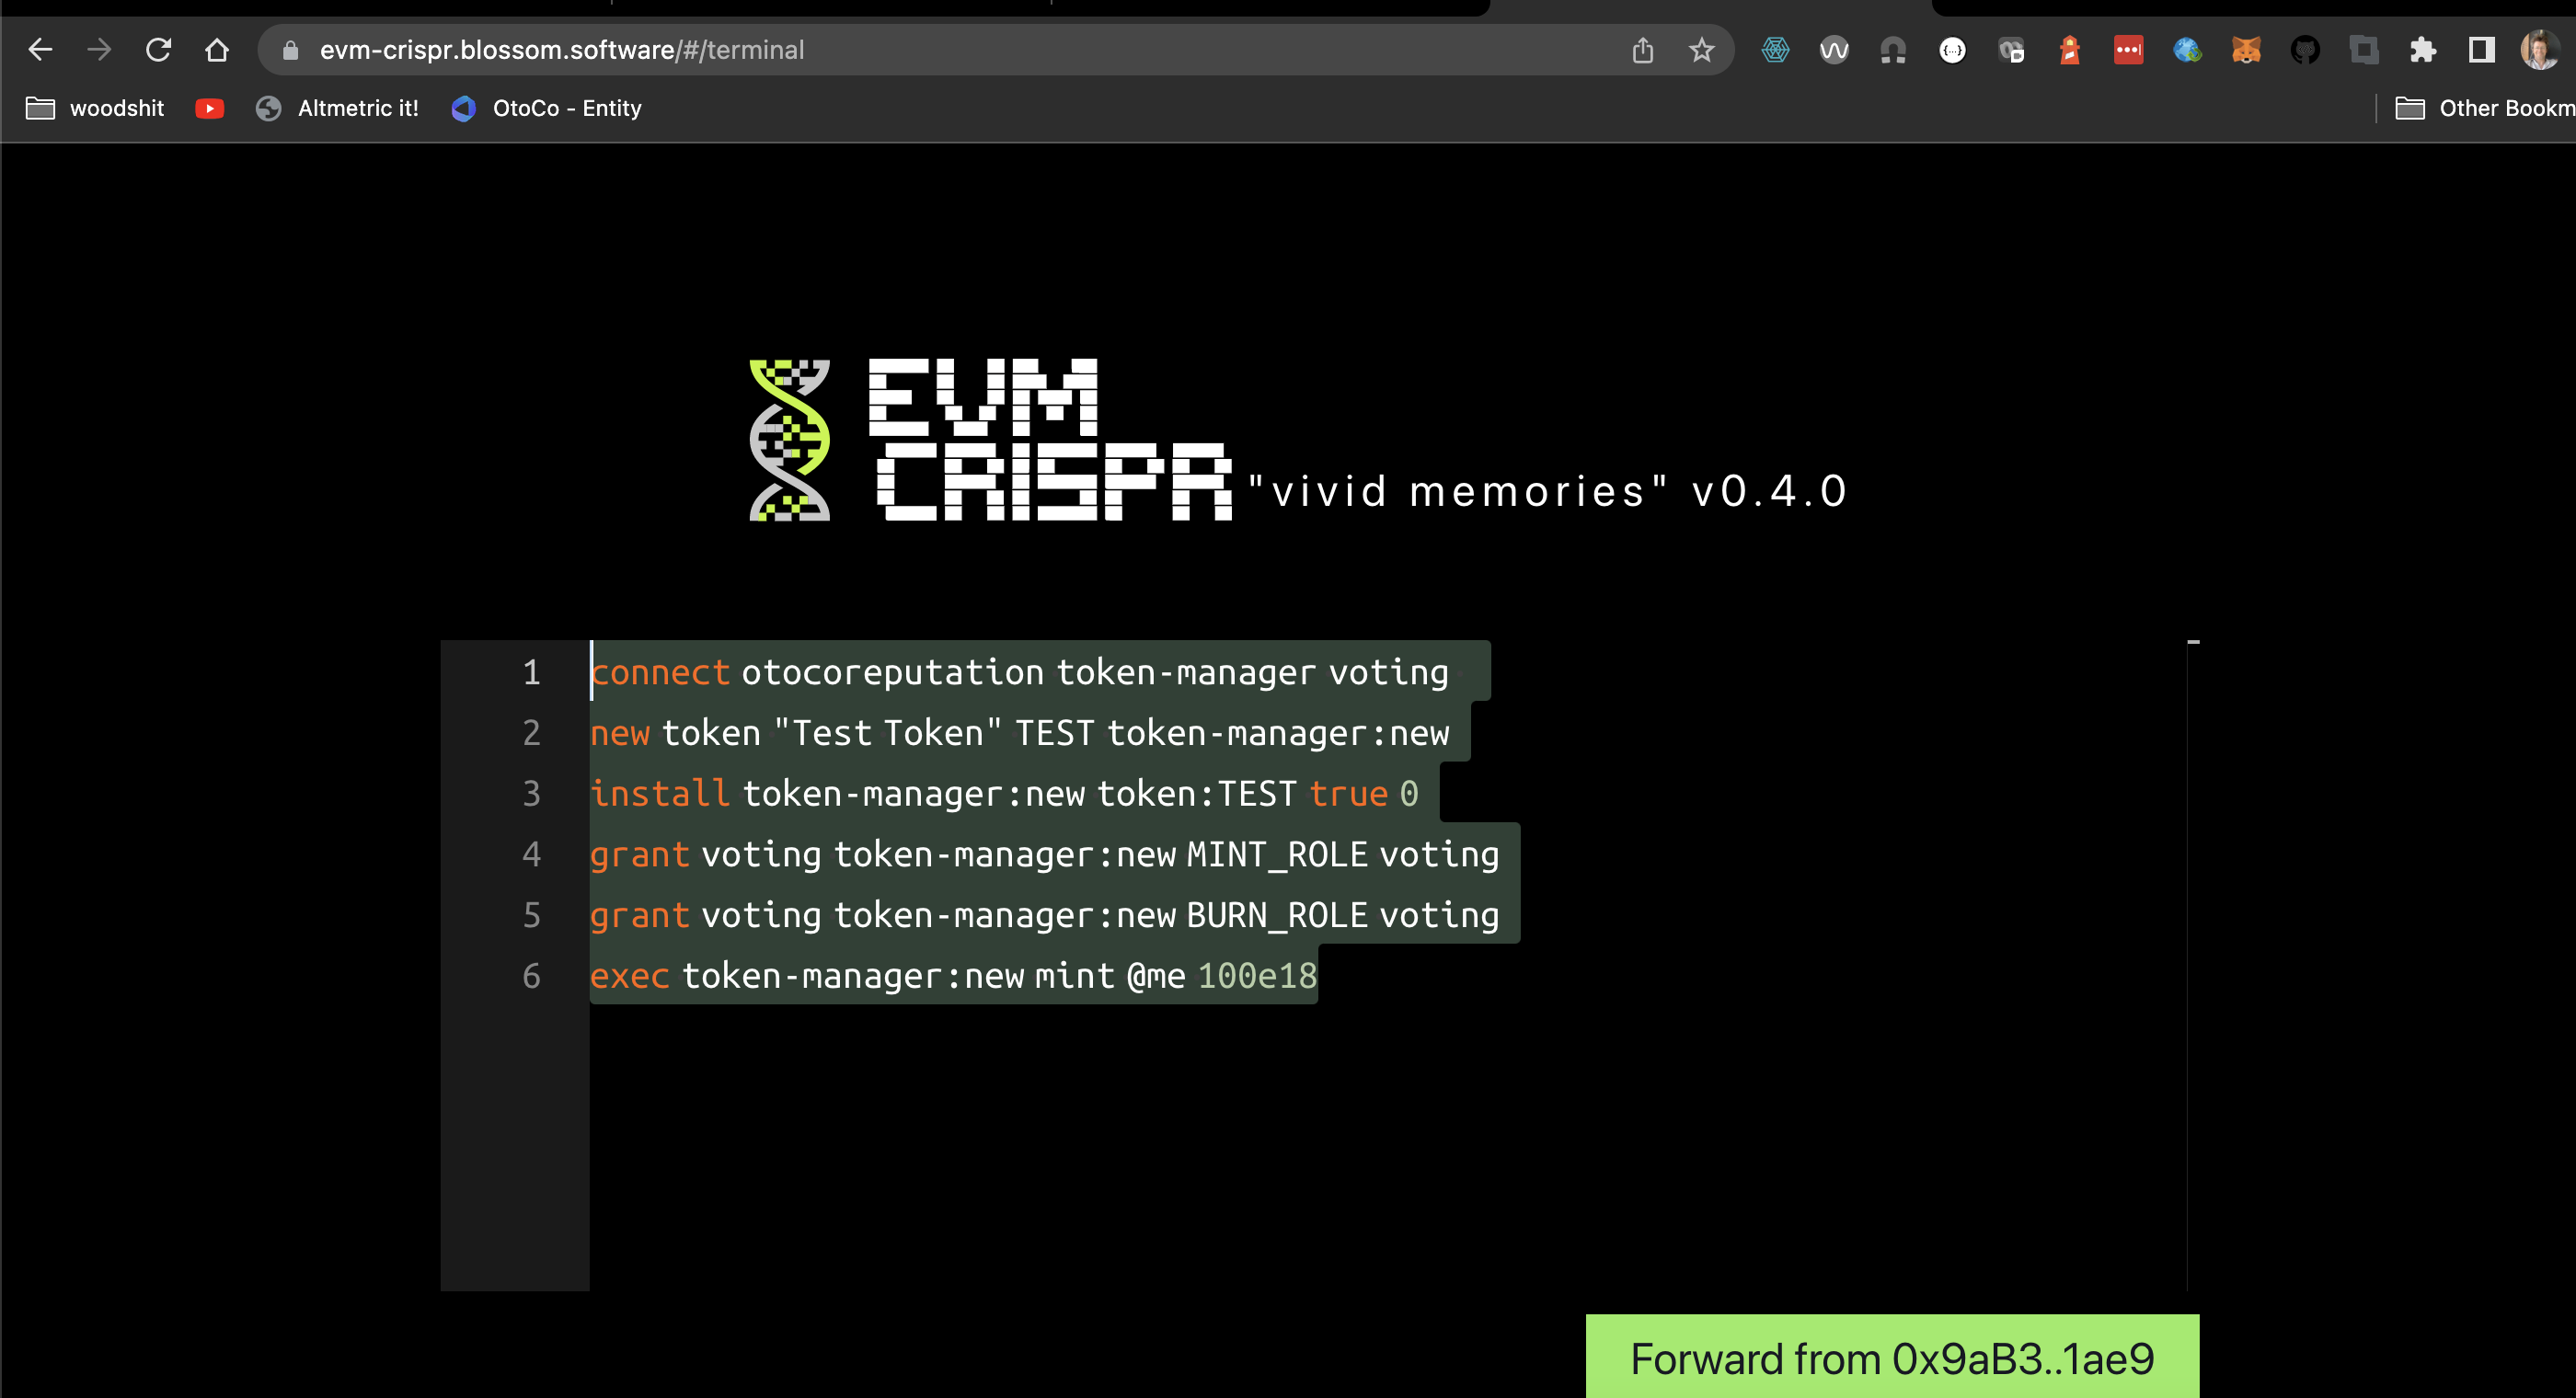 evm-crispr.blossom.software/#/terminal
woodshit Altmetric it! OtoCo - Entity Other Bookm
EVM
CRISPR "vivid memories" v0.4.0
1 connect otocoreputation token-manager voting
2 new token "Test Token" TEST token-manager:new
3 install token-manager:new token:TEST true 0
4 grant voting token-manager:new MINT_ROLE voting
5 grant voting token-manager:new BURN_ROLE voting
6 exec token-manager:new mint @me 100e18
Forward from 0x9aB3..1ae9